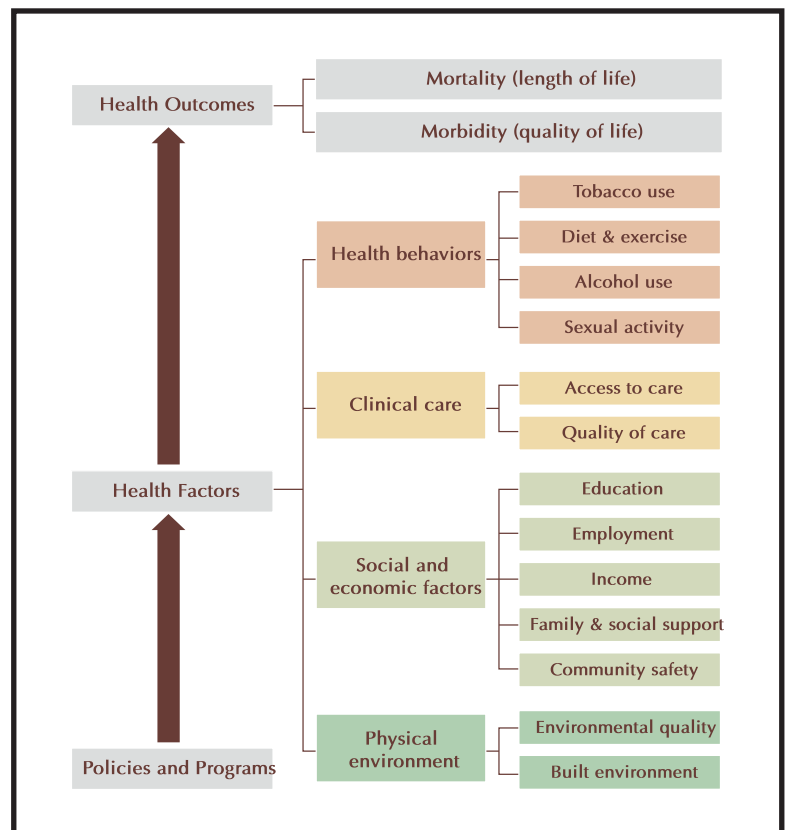 Health Outcomes
Mortality (length of life)
Morbidity (quality of life)
Health Factors
Health behaviors
Tobacco use
Diet & exercise
Alcohol use
Sexual activity
Clinical care
Access to care
Quality of care
Social and
economic factors
Education
Employment
Income
Family & social support
Community safety
Physical
environment
Environmental quality
Built environment
Policies and Programs